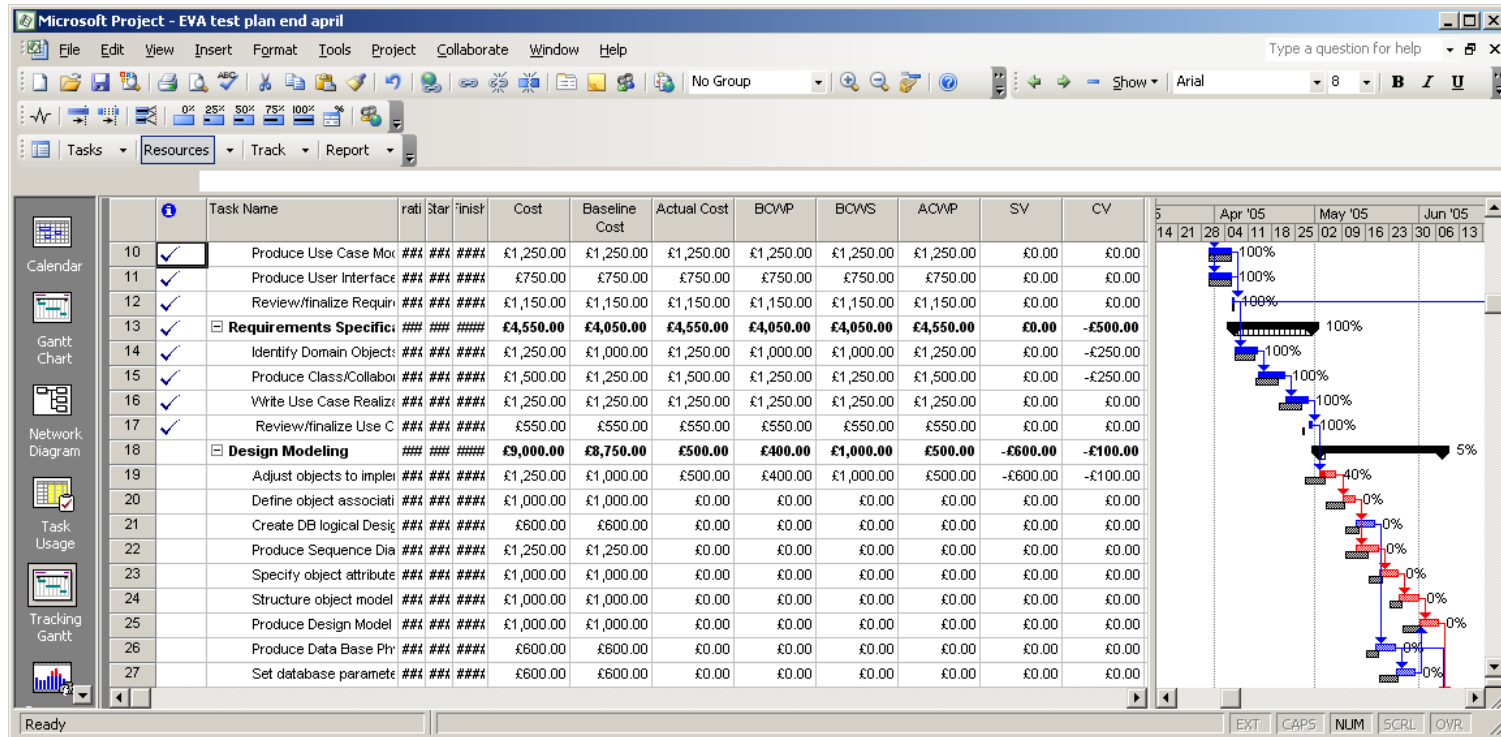 Microsoft Project - EVA test plan end april
File Edit View Insert Format Tools Project Collaborate Window Help Type a question for help
No Group Show Arial 8 B I U
0% 25% 50% 75% 100%
Tasks Resources Track Report
Task Name rati Star Finish Cost Baseline Cost Actual Cost BCWP BCWS ACWP SV CV
5 Apr '05 May '05 Jun '05
14 21 28 04 11 18 25 02 09 16 23 30 06 13
10 Produce Use Case Mo ### ### #### £1,250.00 £1,250.00 £1,250.00 £1,250.00 £1,250.00 £1,250.00 £0.00 £0.00 100%
11 Produce User Interface ### ### #### £750.00 £750.00 £750.00 £750.00 £750.00 £750.00 £0.00 £0.00 100%
12 Review/finalize Requir ### ### #### £1,150.00 £1,150.00 £1,150.00 £1,150.00 £1,150.00 £1,150.00 £0.00 £0.00 100%
13 Requirements Specific ### ### #### £4,550.00 £4,050.00 £4,550.00 £4,050.00 £4,050.00 £4,550.00 £0.00 -£500.00 100%
14 Identify Domain Objects ### ### #### £1,250.00 £1,000.00 £1,250.00 £1,000.00 £1,000.00 £1,250.00 £0.00 -£250.00 100%
15 Produce Class/Collabo ### ### #### £1,500.00 £1,250.00 £1,500.00 £1,250.00 £1,250.00 £1,500.00 £0.00 -£250.00 100%
16 Write Use Case Realiz ### ### #### £1,250.00 £1,250.00 £1,250.00 £1,250.00 £1,250.00 £1,250.00 £0.00 £0.00 100%
17 Review/finalize Use C ### ### #### £550.00 £550.00 £550.00 £550.00 £550.00 £550.00 £0.00 £0.00 100%
18 Design Modeling ### ### #### £9,000.00 £8,750.00 £500.00 £400.00 £1,000.00 £500.00 -£600.00 -£100.00 5%
19 Adjust objects to imple ### ### #### £1,250.00 £1,000.00 £500.00 £400.00 £1,000.00 £500.00 -£600.00 -£100.00 40%
20 Define object associati ### ### #### £1,000.00 £1,000.00 £0.00 £0.00 £0.00 £0.00 £0.00 £0.00 0%
21 Create DB logical Desig ### ### #### £600.00 £600.00 £0.00 £0.00 £0.00 £0.00 £0.00 £0.00 0%
22 Produce Sequence Dia ### ### #### £1,250.00 £1,250.00 £0.00 £0.00 £0.00 £0.00 £0.00 £0.00 0%
23 Specify object attribute ### ### #### £1,000.00 £1,000.00 £0.00 £0.00 £0.00 £0.00 £0.00 £0.00 0%
24 Structure object model ### ### #### £1,000.00 £1,000.00 £0.00 £0.00 £0.00 £0.00 £0.00 £0.00 0%
25 Produce Design Model ### ### #### £1,000.00 £1,000.00 £0.00 £0.00 £0.00 £0.00 £0.00 £0.00 0%
26 Produce Data Base Ph ### ### #### £600.00 £600.00 £0.00 £0.00 £0.00 £0.00 £0.00 £0.00 0%
27 Set database paramete ### ### #### £600.00 £600.00 £0.00 £0.00 £0.00 £0.00 £0.00 £0.00 0%
Calendar
Gantt
Chart
Network
Diagram
Task
Usage
Tracking
Gantt
Ready EXT CAPS NUM SCRL OVR